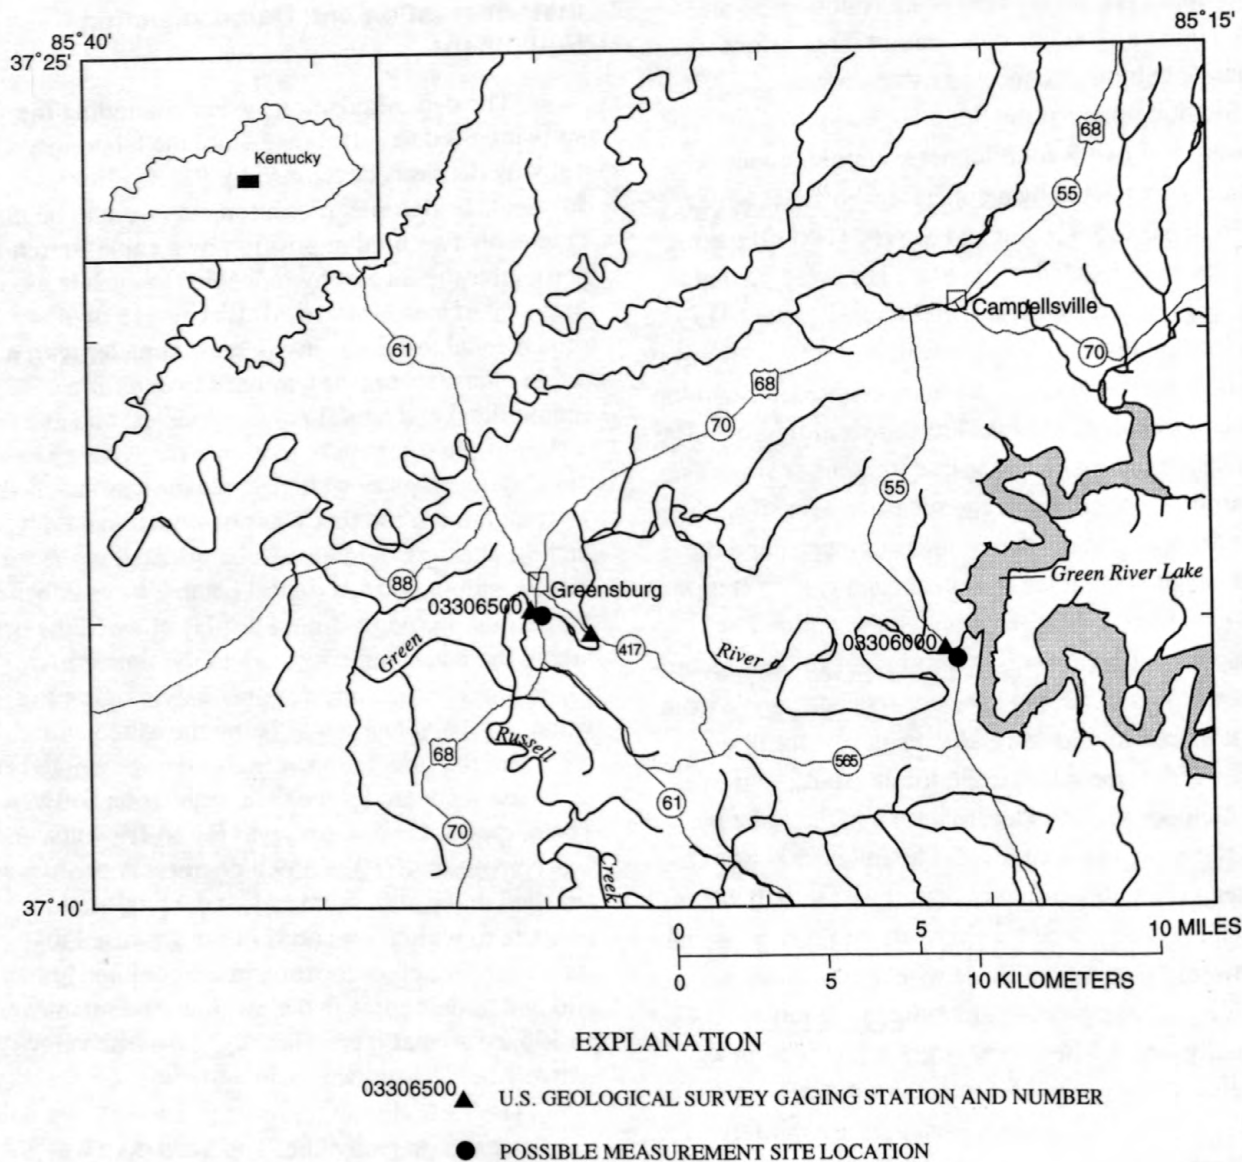 85°40'
85°15'
37°25'
Kentucky
68
55
Campellsville
61
70
68
70
55
Green River Lake
88
Greensburg
03306500
Green
417
River
03306000
Russell
68
565
61
70
Creek
37°10'
0 5 10 MILES
0 5 10 KILOMETERS
EXPLANATION
03306500 U.S. GEOLOGICAL SURVEY GAGING STATION AND NUMBER
POSSIBLE MEASUREMENT SITE LOCATION